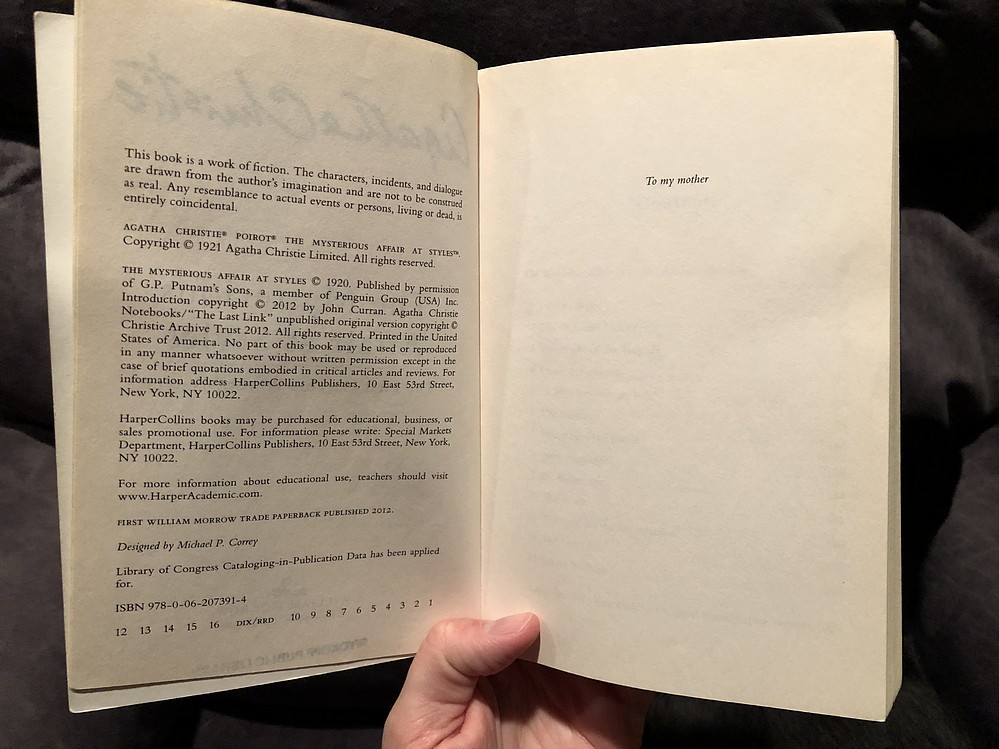 Agatha Christie
This book is a work of fiction. The characters, incidents, and dialogue
are drawn from the author's imagination and are not to be construed
as real. Any resemblance to actual events or persons, living or dead, is
entirely coincidental.
AGATHA CHRISTIE® POIROT® THE MYSTERIOUS AFFAIR AT STYLES™.
Copyright © 1921 Agatha Christie Limited. All rights reserved.
THE MYSTERIOUS AFFAIR AT STYLES © 1920. Published by permission
of G.P. Putnam's Sons, a member of Penguin Group (USA) Inc.
Introduction copyright © 2012 by John Curran. Agatha Christie
Notebooks/“The Last Link” unpublished original version copyright ©
Christie Archive Trust 2012. All rights reserved. Printed in the United
States of America. No part of this book may be used or reproduced
in any manner whatsoever without written permission except in the
case of brief quotations embodied in critical articles and reviews. For
information address HarperCollins Publishers, 10 East 53rd Street,
New York, NY 10022.
HarperCollins books may be purchased for educational, business, or
sales promotional use. For information please write: Special Markets
Department, HarperCollins Publishers, 10 East 53rd Street, New York,
NY 10022.
For more information about educational use, teachers should visit
www.HarperAcademic.com.
FIRST WILLIAM MORROW TRADE PAPERBACK PUBLISHED 2012.
Designed by Michael P. Correy
Library of Congress Cataloging-in-Publication Data has been applied
for.
ISBN 978-0-06-207391-4
12 13 14 15 16 DIX/RRD 10 9 8 7 6 5 4 3 2 1
To my mother